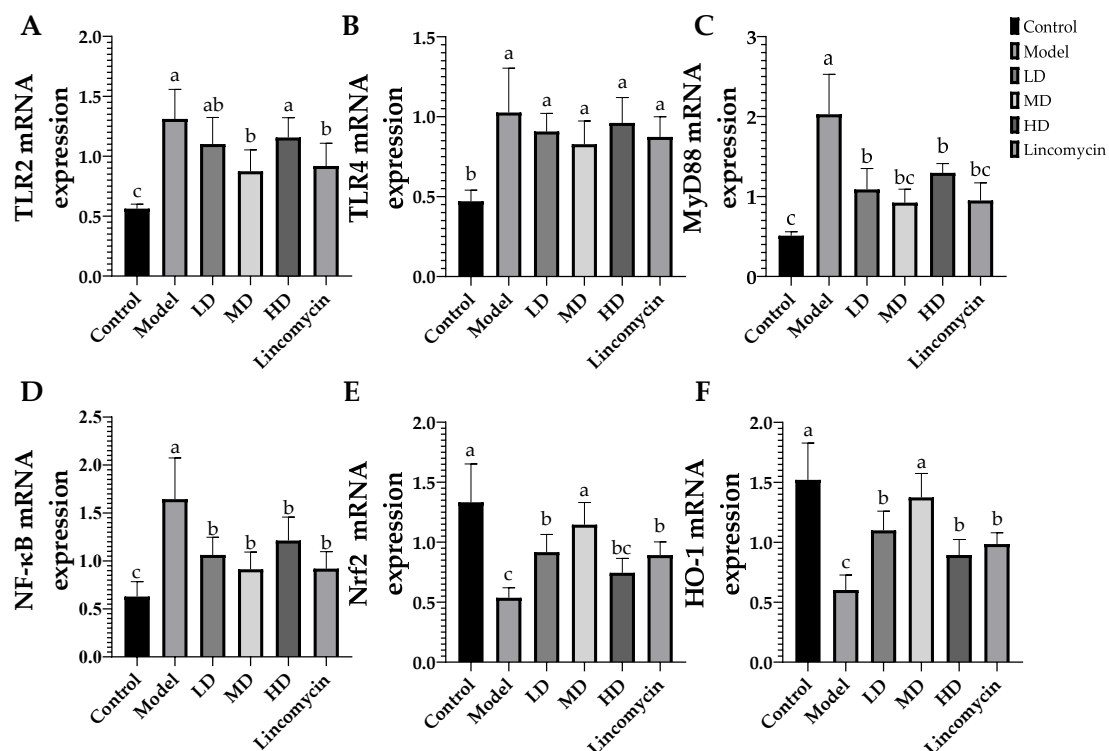 A
TLR2 mRNA
expression
2.0
1.5
1.0
0.5
0.0
c
a
ab
b
a
b
Control
Model
LD
MD
HD
Lincomycin
B
TLR4 mRNA
expression
1.5
1.0
0.5
0.0
b
a
a
a
a
a
Control
Model
LD
MD
HD
Lincomycin
C
MyD88 mRNA
expression
3
2
1
0
c
a
b
bc
b
bc
Control
Model
LD
MD
HD
Lincomycin
Control
Model
LD
MD
HD
Lincomycin
D
NF-κB mRNA
expression
2.5
2.0
1.5
1.0
0.5
0.0
c
a
b
b
b
b
Control
Model
LD
MD
HD
Lincomycin
E
Nrf2 mRNA
expression
2.0
1.5
1.0
0.5
0.0
a
c
b
a
bc
b
Control
Model
LD
MD
HD
Lincomycin
F
HO-1 mRNA
expression
2.0
1.5
1.0
0.5
0.0
a
c
b
a
b
b
Control
Model
LD
MD
HD
Lincomycin